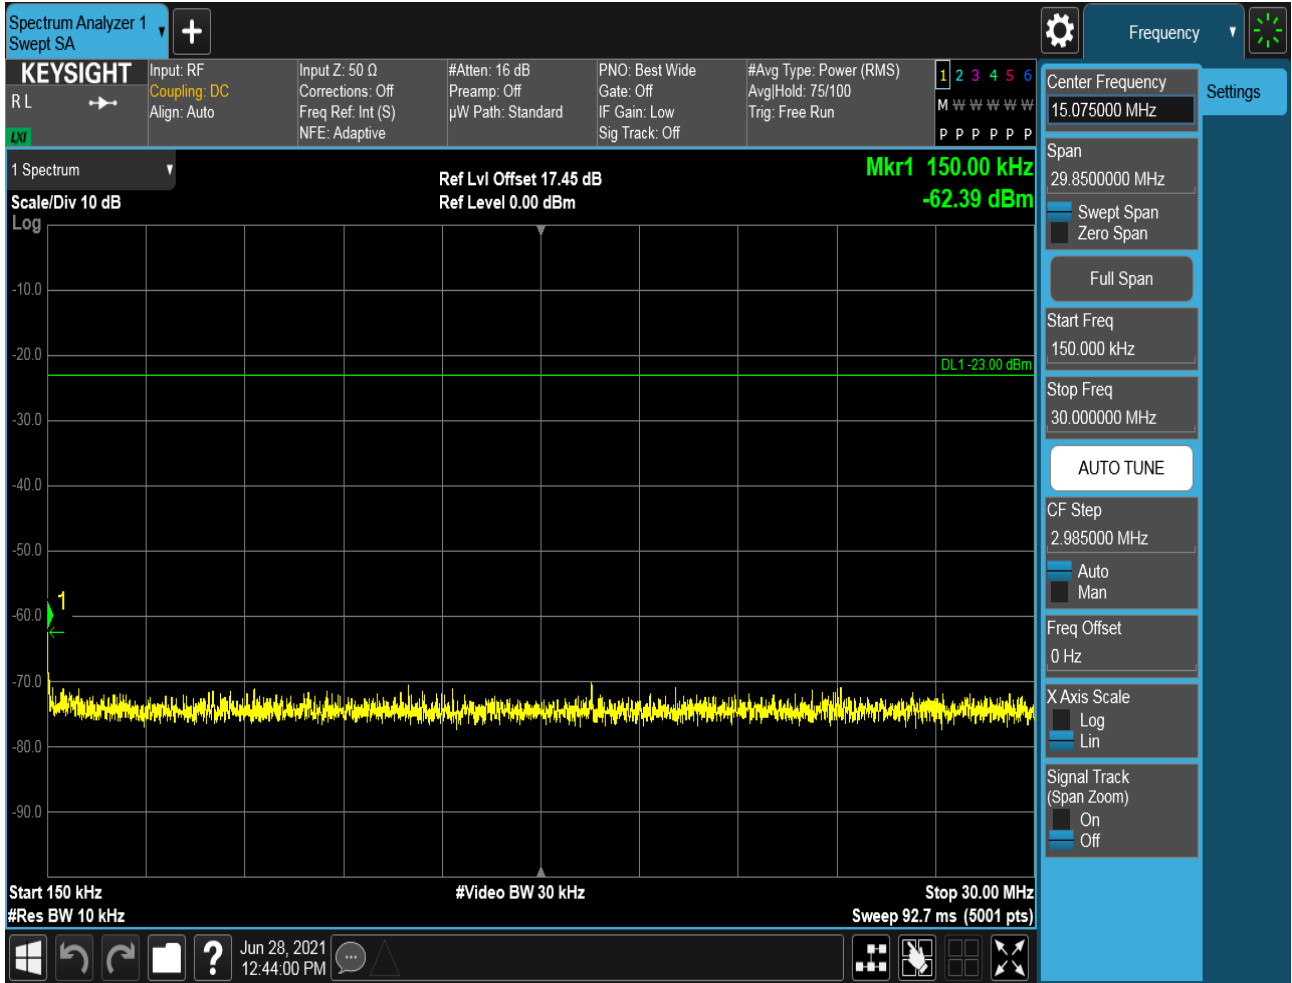 Spectrum Analyzer 1
Swept SA
Frequency
KEYSIGHT
R L
LXI
Input: RF
Coupling: DC
Align: Auto
Input Z: 50 Ω
Corrections: Off
Freq Ref: Int (S)
NFE: Adaptive
#Atten: 16 dB
Preamp: Off
µW Path: Standard
PNO: Best Wide
Gate: Off
IF Gain: Low
Sig Track: Off
#Avg Type: Power (RMS)
Avg|Hold: 75/100
Trig: Free Run
1 2 3 4 5 6
M W W W W W
P P P P P P
1 Spectrum
Scale/Div 10 dB
Log
Ref Lvl Offset 17.45 dB
Ref Level 0.00 dBm
Mkr1 150.00 kHz
-62.39 dBm
-10.0
-20.0
DL1 -23.00 dBm
-30.0
-40.0
-50.0
1
-60.0
-70.0
-80.0
-90.0
Start 150 kHz
#Res BW 10 kHz
#Video BW 30 kHz
Stop 30.00 MHz
Sweep 92.7 ms (5001 pts)
Jun 28, 2021
12:44:00 PM
Center Frequency
15.075000 MHz
Settings
Span
29.8500000 MHz
Swept Span
Zero Span
Full Span
Start Freq
150.000 kHz
Stop Freq
30.000000 MHz
AUTO TUNE
CF Step
2.985000 MHz
Auto
Man
Freq Offset
0 Hz
X Axis Scale
Log
Lin
Signal Track
(Span Zoom)
On
Off